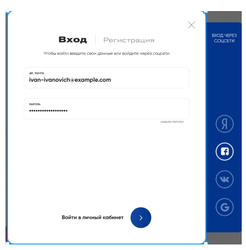 Вход | Регистрация
Чтобы войти введите свои данные или войдите через соцсети
ЭЛ. ПОЧТА
ivan-ivanovich@example.com
ПАРОЛЬ
••••••••••••••••••
Войти в личный кабинет
ВХОД ЧЕРЕЗ
СОЦСЕТИ
Я